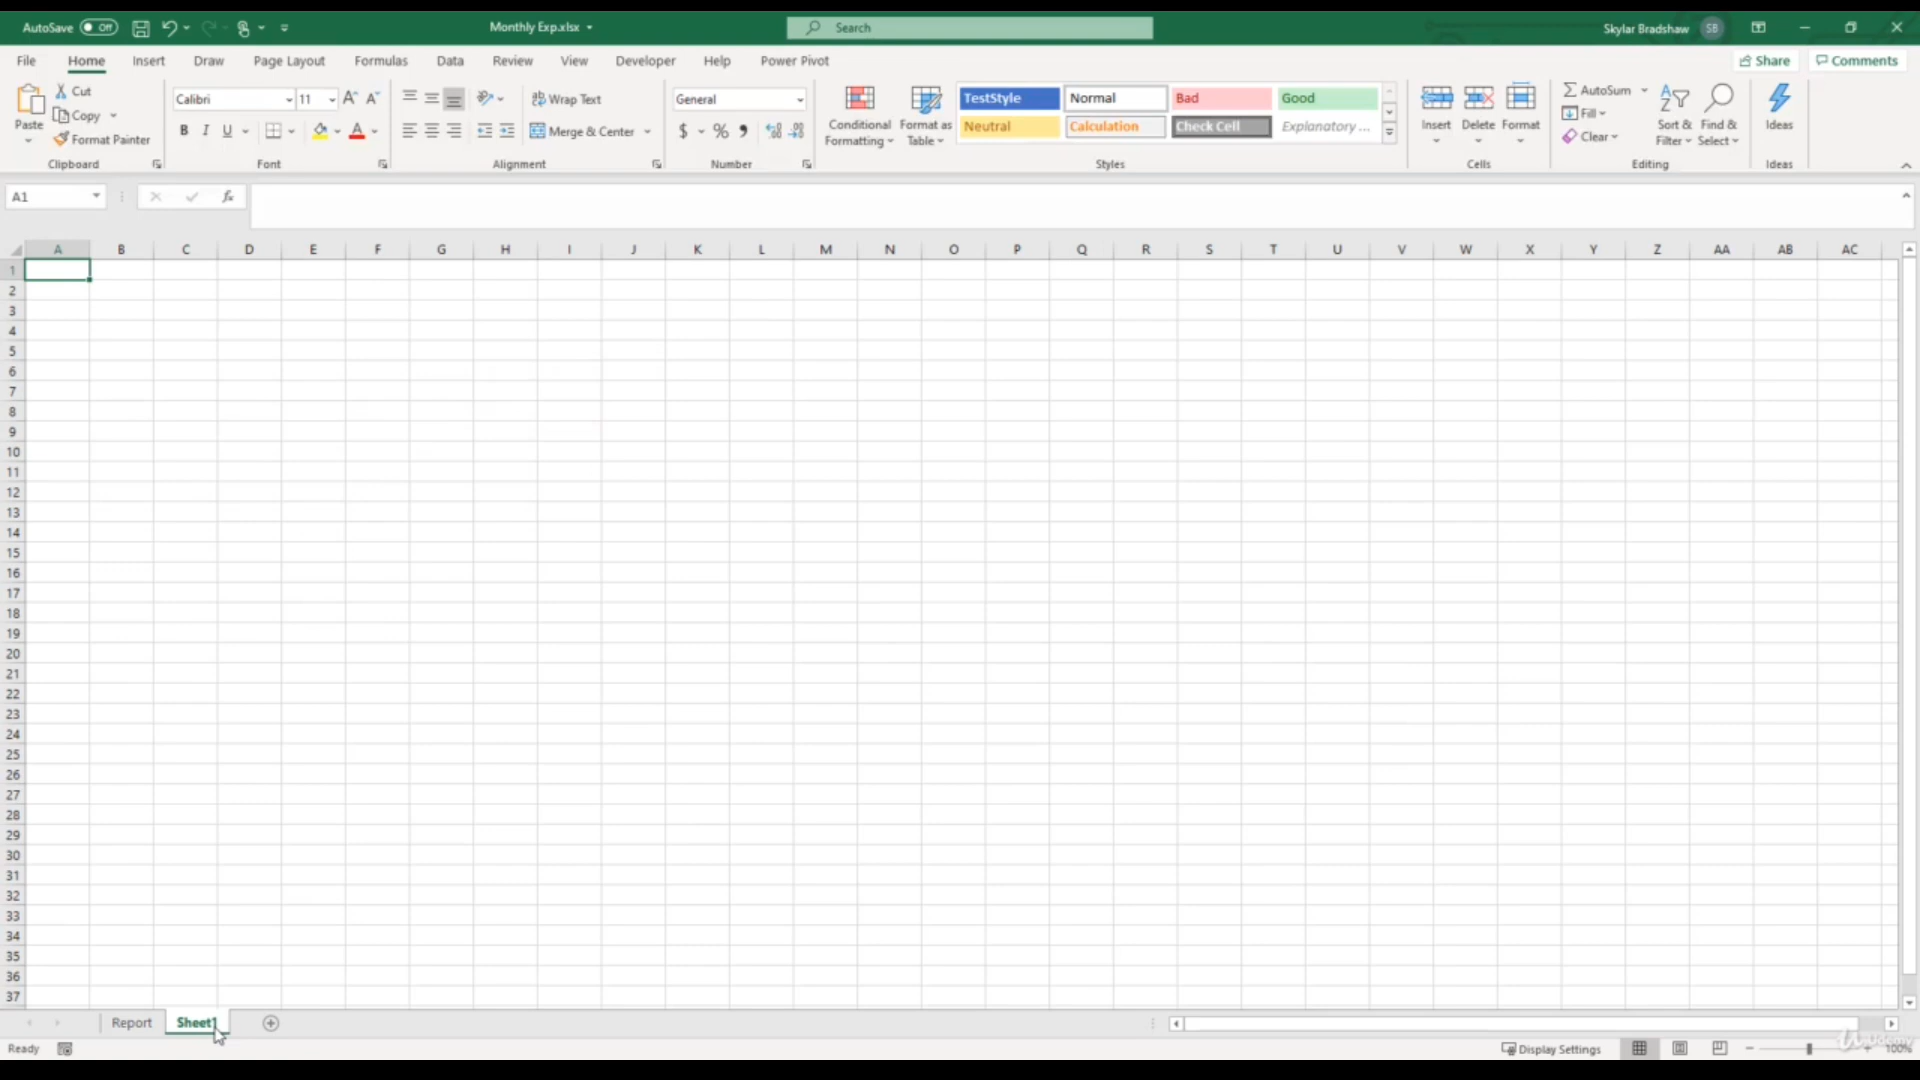 AutoSave Off Monthly Exp.xlsx Search Skylar Bradshaw SB
File Home Insert Draw Page Layout Formulas Data Review View Developer Help Power Pivot Share Comments
Paste
Cut
Copy
Format Painter
Clipboard
Calibri 11
B I U A
Font
Wrap Text
Merge & Center
Alignment
General
$ % 9
Number
Conditional Formatting
Format as Table
TestStyle Normal Bad Good
Neutral Calculation Check Cell Explanatory ...
Styles
Insert Delete Format
Cells
AutoSum
Fill
Clear
Sort & Filter
Find & Select
Editing
Ideas
Ideas
A1 fx
A B C D E F G H I J K L M N O P Q R S T U V W X Y Z AA AB AC
1
2
3
4
5
6
7
8
9
10
11
12
13
14
15
16
17
18
19
20
21
22
23
24
25
26
27
28
29
30
31
32
33
34
35
36
37
Report Sheet1
Ready Display Settings 100%
Udemy